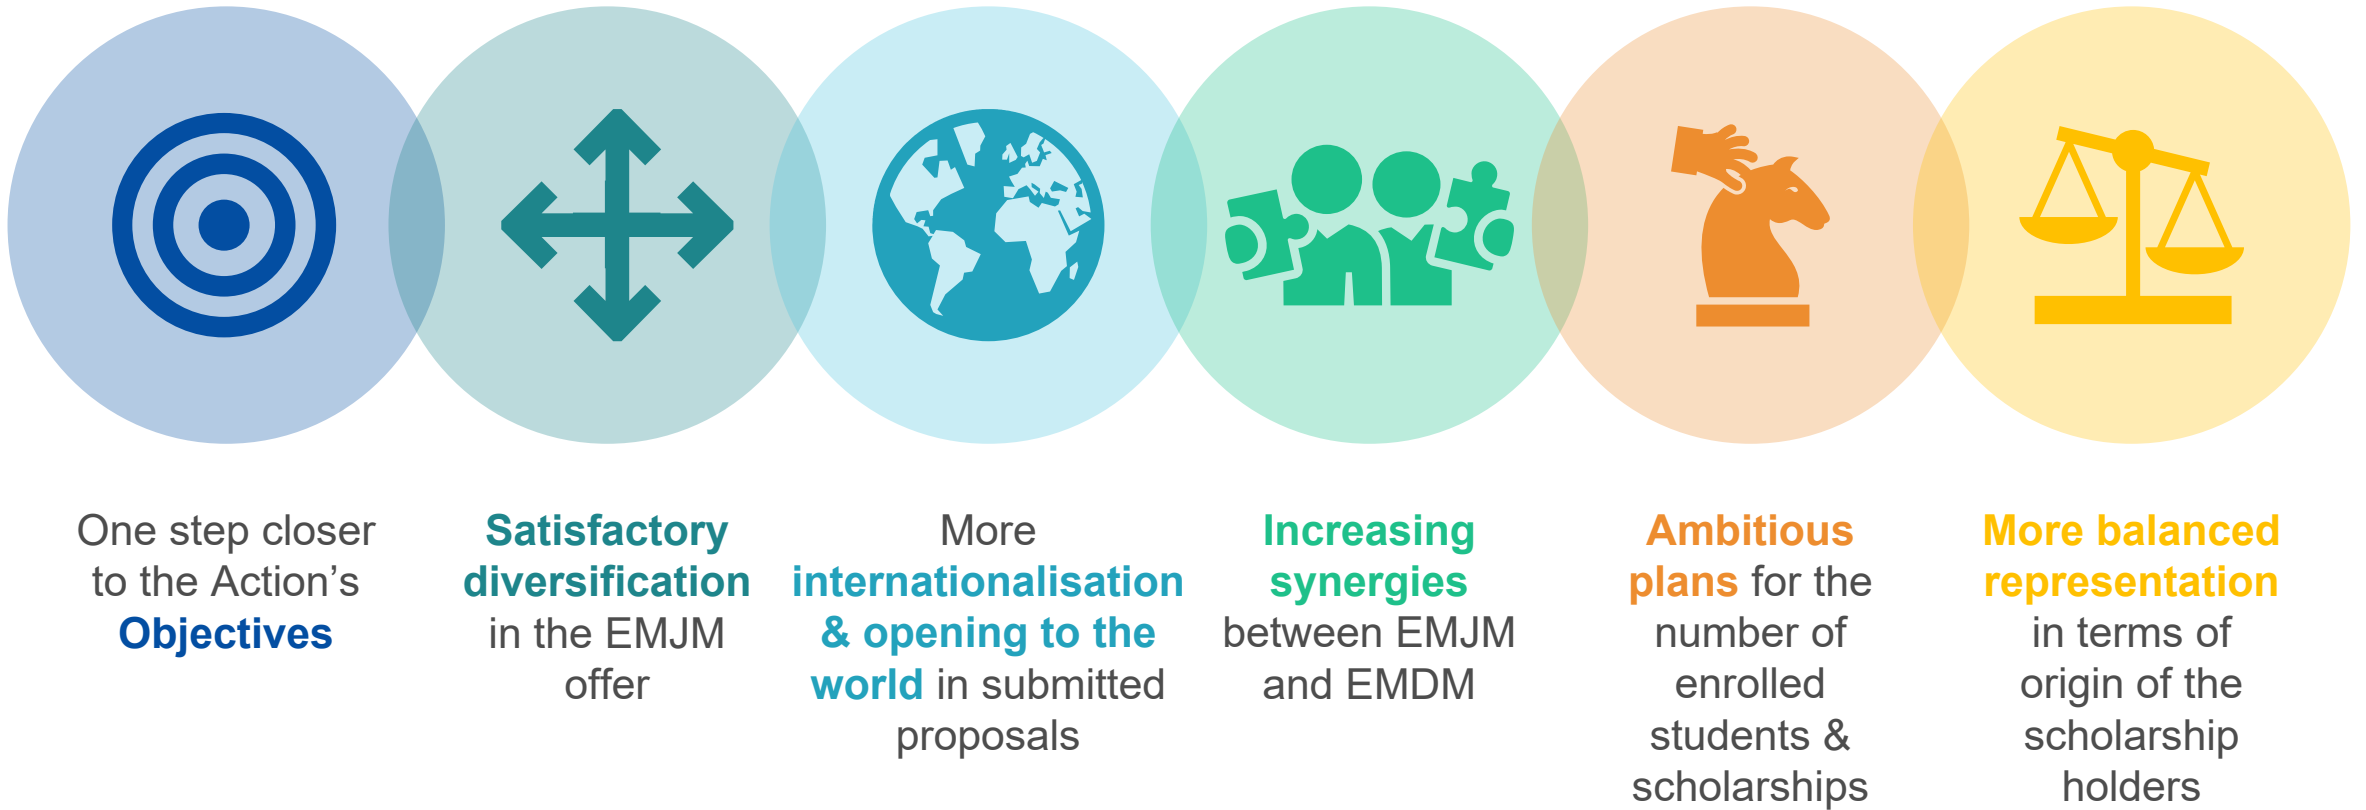 One step closer
to the Action’s
Objectives
Satisfactory
diversification
in the EMJM
offer
More
internationalisation
& opening to the
world in submitted
proposals
Increasing
synergies
between EMJM
and EMDM
Ambitious
plans for the
number of
enrolled
students &
scholarships
More balanced
representation
in terms of
origin of the
scholarship
holders